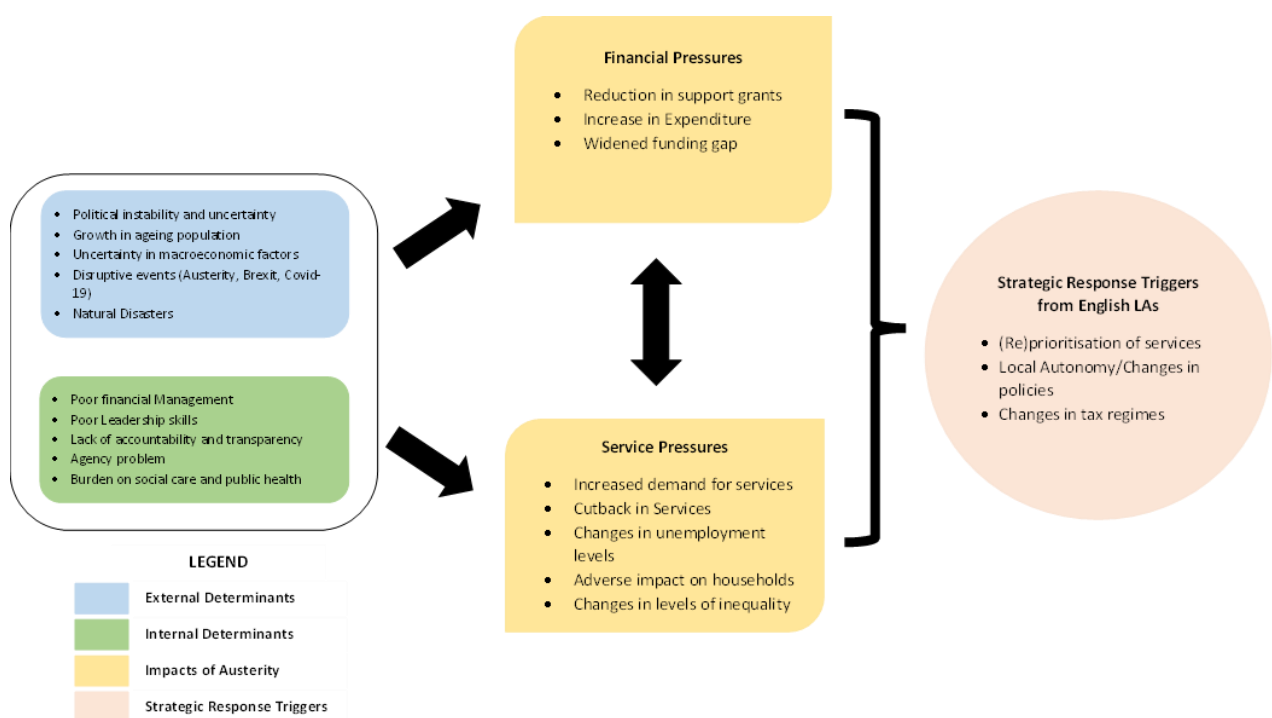 Financial Pressures
• Reduction in support grants
• Increase in Expenditure
• Widened funding gap
• Political instability and uncertainty
• Growth in ageing population
• Uncertainty in macroeconomic factors
• Disruptive events (Austerity, Brexit, Covid-
19)
• Natural Disasters
• Poor financial Management
• Poor Leadership skills
• Lack of accountability and transparency
• Agency problem
• Burden on social care and public health
Service Pressures
• Increased demand for services
• Cutback in Services
• Changes in unemployment
levels
• Adverse impact on households
• Changes in levels of inequality
Strategic Response Triggers
from English LAs
• (Re)prioritisation of services
• Local Autonomy/Changes in
policies
• Changes in tax regimes
LEGEND
External Determinants
Internal Determinants
Impacts of Austerity
Strategic Response Triggers